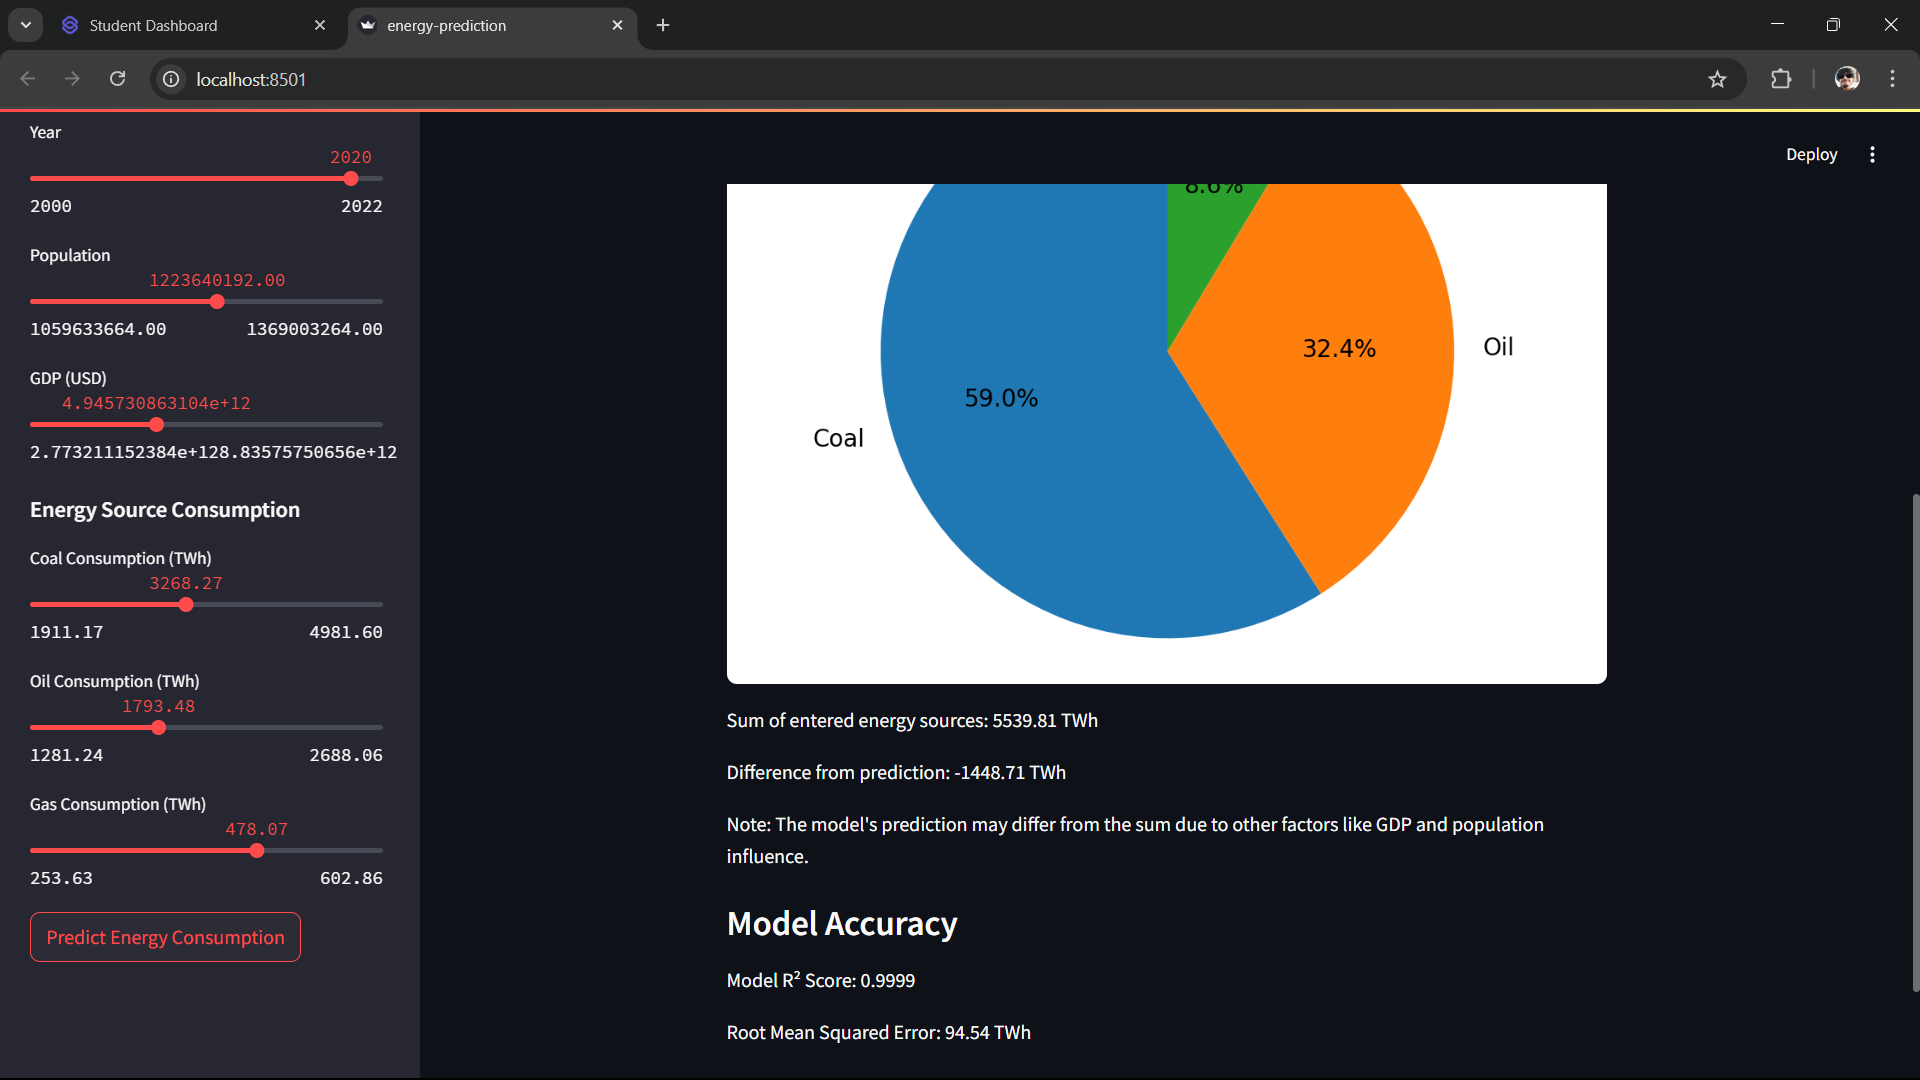 Student Dashboard
energy-prediction
localhost:8501
Deploy
Year
2020
2000 2022
Population
1223640192.00
1059633664.00 1369003264.00
GDP (USD)
4.945730863104e+12
2.773211152384e+128.83575750656e+12
Energy Source Consumption
Coal Consumption (TWh)
3268.27
1911.17 4981.60
Oil Consumption (TWh)
1793.48
1281.24 2688.06
Gas Consumption (TWh)
478.07
253.63 602.86
Predict Energy Consumption
8.6%
32.4%
Oil
59.0%
Coal
Sum of entered energy sources: 5539.81 TWh
Difference from prediction: -1448.71 TWh
Note: The model's prediction may differ from the sum due to other factors like GDP and population
influence.
Model Accuracy
Model R² Score: 0.9999
Root Mean Squared Error: 94.54 TWh